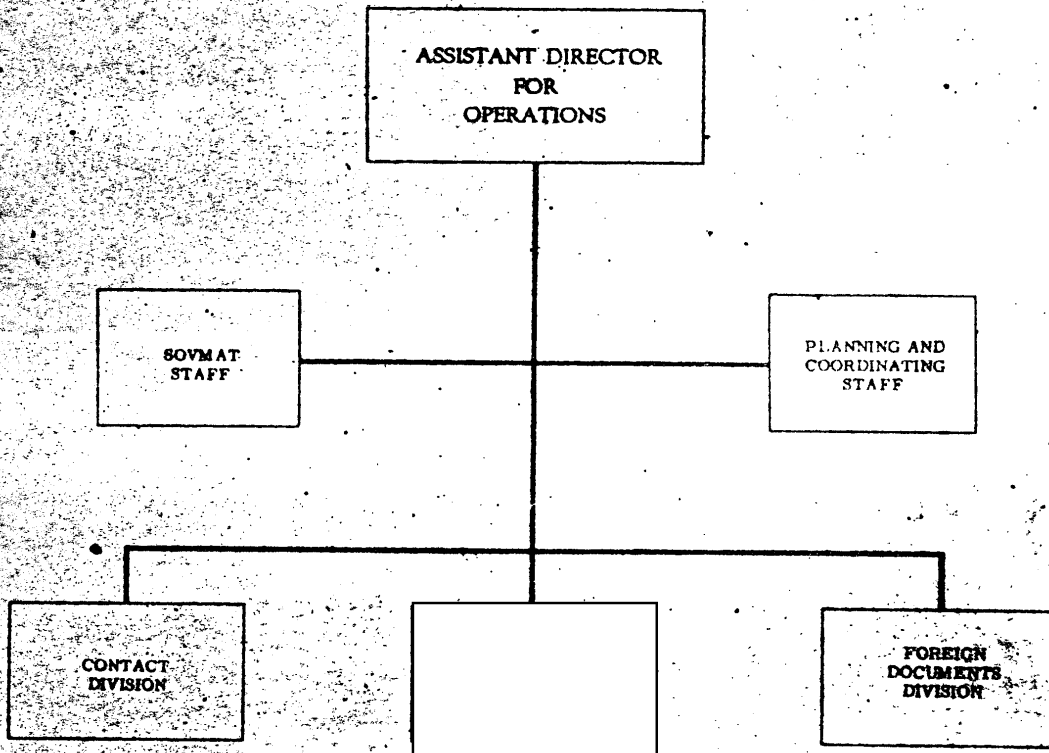 ASSISTANT DIRECTOR
FOR
OPERATIONS
SOVMAT
STAFF
PLANNING AND
COORDINATING
STAFF
CONTACT
DIVISION
FOREIGN
DOCUMENTS
DIVISION